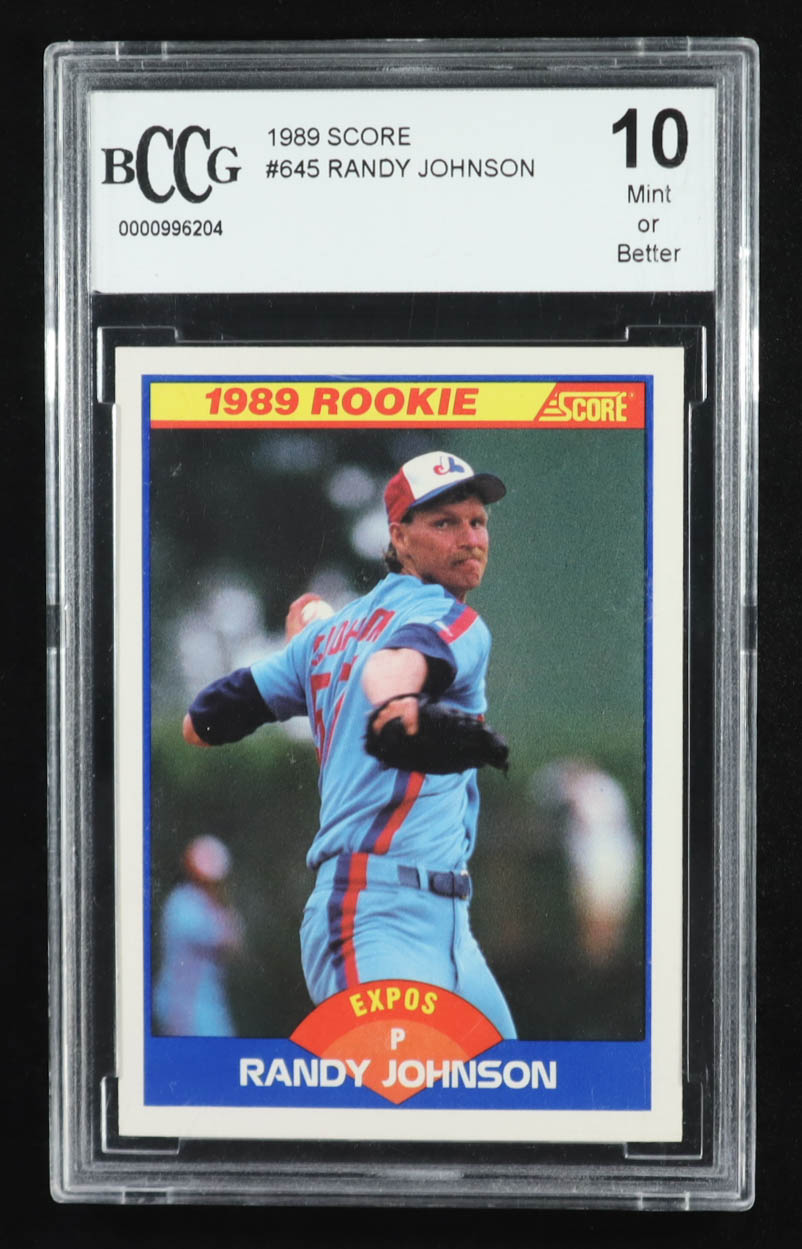 BCCG
0000996204
1989 SCORE
#645 RANDY JOHNSON
10
Mint
or
Better
1989 ROOKIE
SCORE
EXPOS
P
RANDY JOHNSON